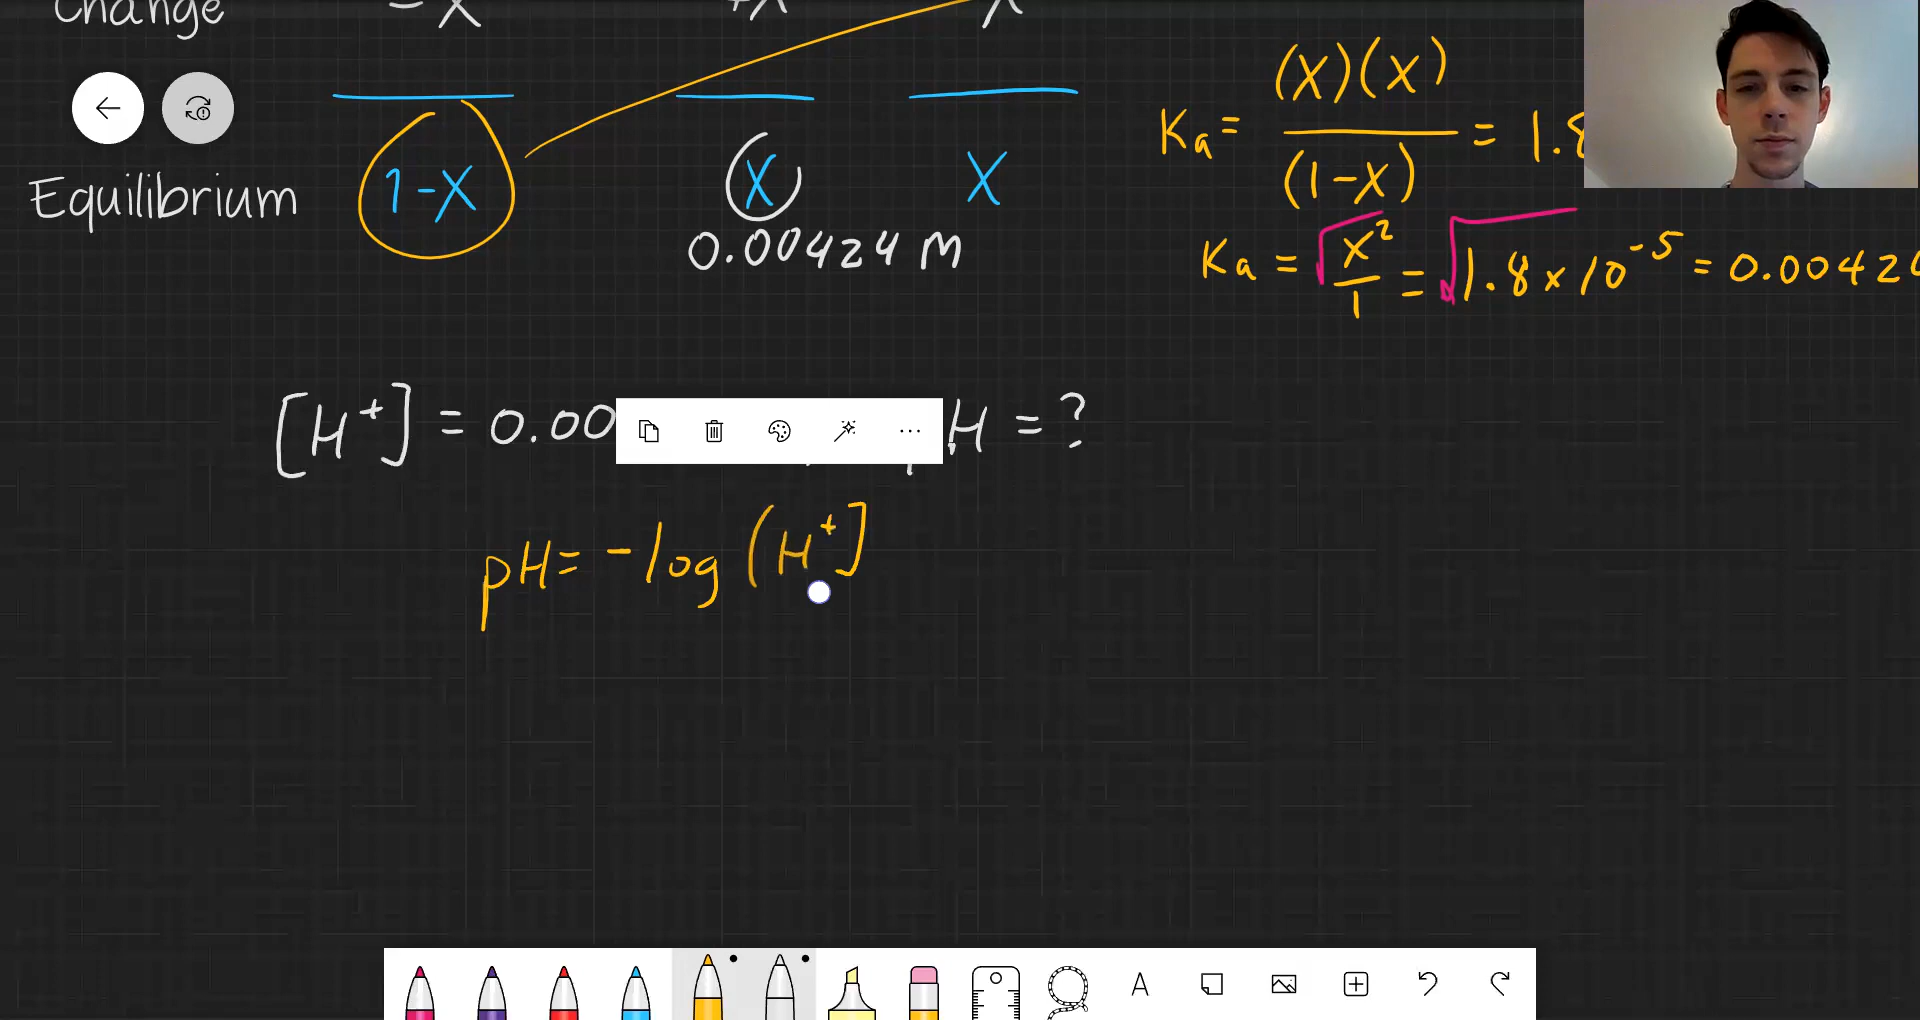 Change - X + X - X
Ka = (X)(X) / (1-X) = 1.8
Equilibrium 1-X X X
0.00424 M
Ka = √X²/1 = √1.8 x 10⁻⁵ = 0.00424
[H⁺] = 0.00 H = ?
pH = -log (H⁺]
A